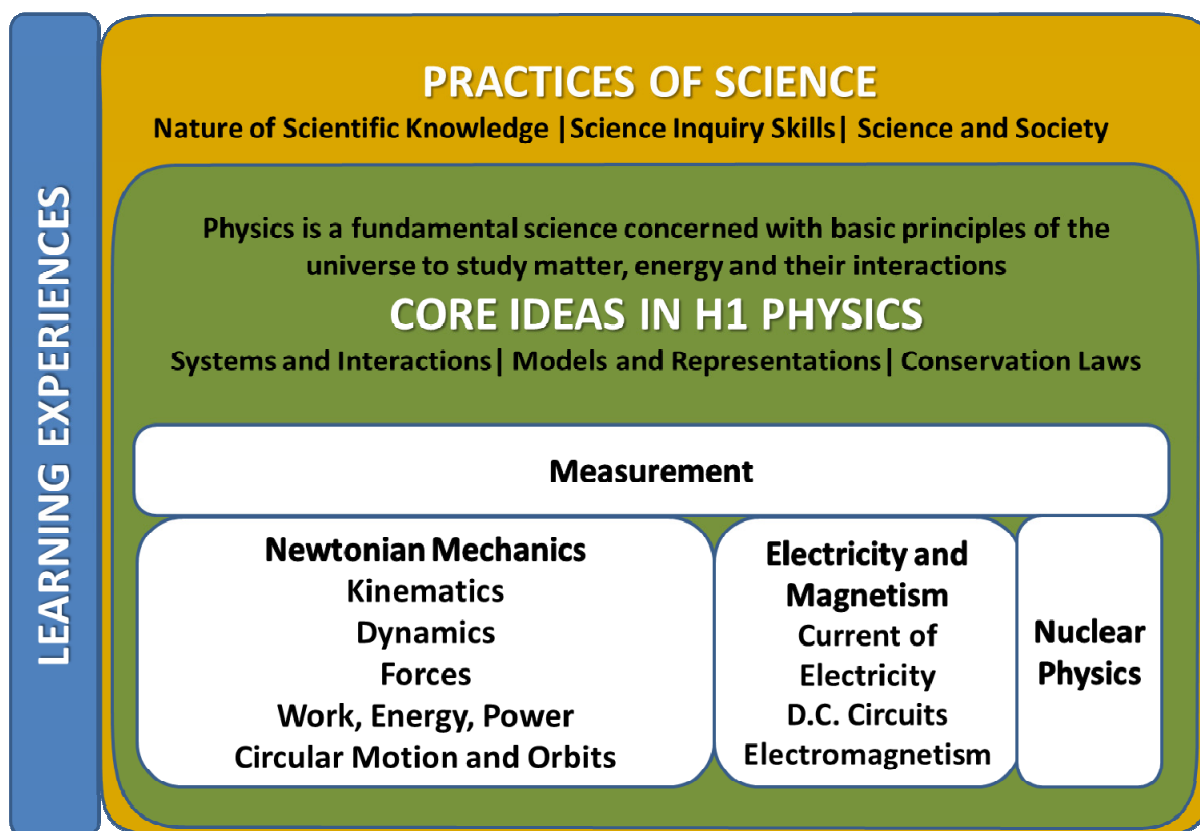 LEARNING EXPERIENCES
PRACTICES OF SCIENCE
Nature of Scientific Knowledge |Science Inquiry Skills| Science and Society
Physics is a fundamental science concerned with basic principles of the
universe to study matter, energy and their interactions
CORE IDEAS IN H1 PHYSICS
Systems and Interactions| Models and Representations| Conservation Laws
Measurement
Newtonian Mechanics
Kinematics
Dynamics
Forces
Work, Energy, Power
Circular Motion and Orbits
Electricity and
Magnetism
Current of
Electricity
D.C. Circuits
Electromagnetism
Nuclear
Physics